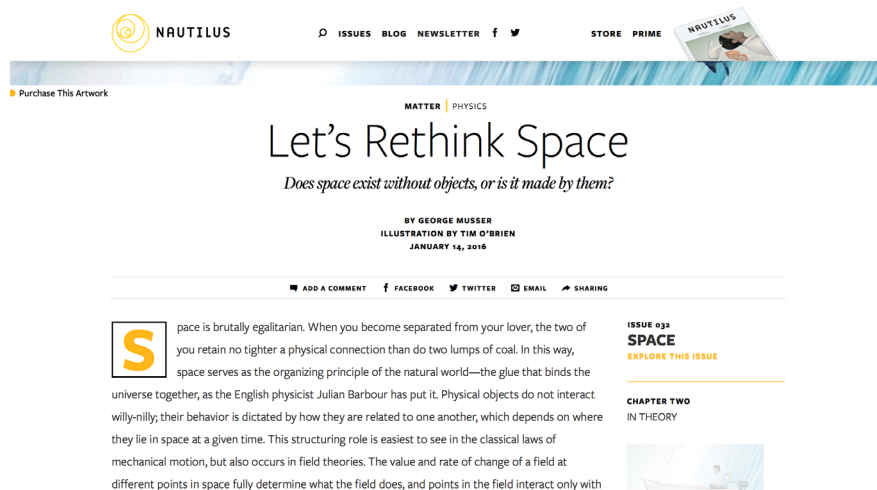 NAUTILUS
ISSUES BLOG NEWSLETTER
STORE PRIME
NAUTILUS
Purchase This Artwork
MATTER | PHYSICS
Let's Rethink Space
Does space exist without objects, or is it made by them?
BY GEORGE MUSSER
ILLUSTRATION BY TIM O'BRIEN
JANUARY 14, 2016
ADD A COMMENT FACEBOOK TWITTER EMAIL SHARING
Space is brutally egalitarian. When you become separated from your lover, the two of
you retain no tighter a physical connection than do two lumps of coal. In this way,
space serves as the organizing principle of the natural world—the glue that binds the
universe together, as the English physicist Julian Barbour has put it. Physical objects do not interact
willy-nilly; their behavior is dictated by how they are related to one another, which depends on where
they lie in space at a given time. This structuring role is easiest to see in the classical laws of
mechanical motion, but also occurs in field theories. The value and rate of change of a field at
different points in space fully determine what the field does, and points in the field interact only with
ISSUE 032
SPACE
EXPLORE THIS ISSUE
CHAPTER TWO
IN THEORY